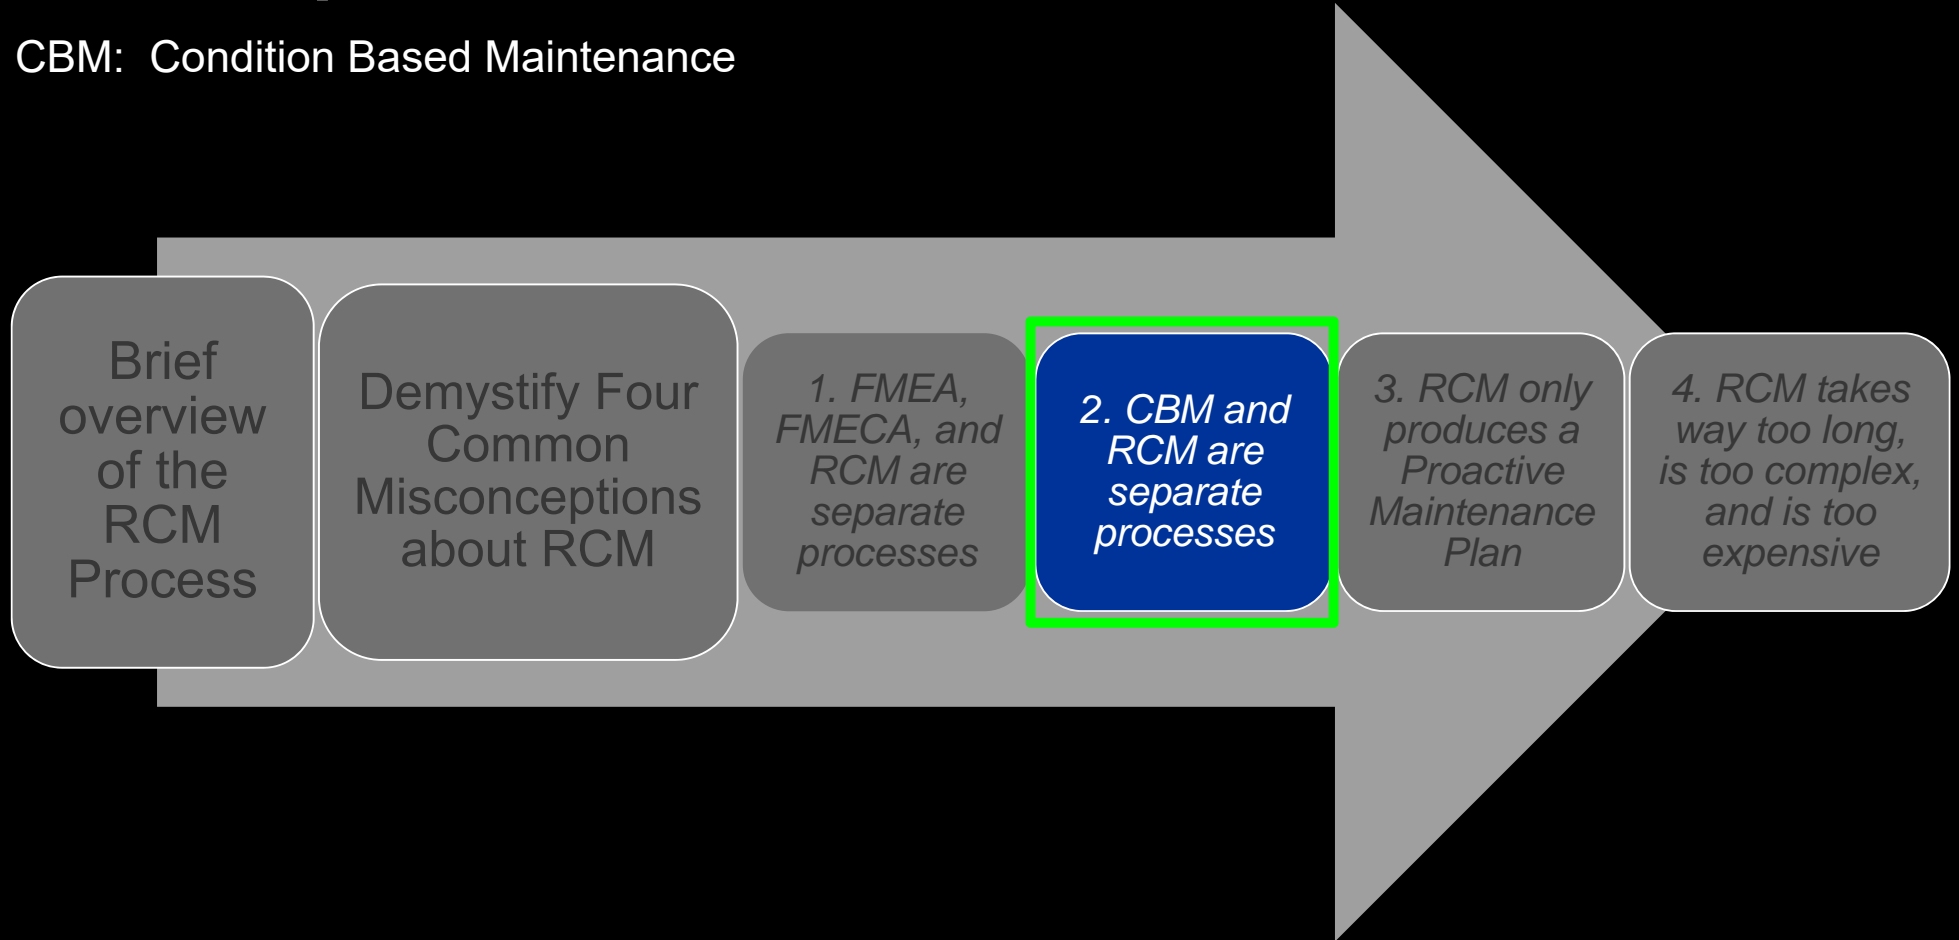 CBM: Condition Based Maintenance
Brief
overview
of the
RCM
Process
Demystify Four
Common
Misconceptions
about RCM
1. FMEA,
FMECA, and
RCM are
separate
processes
2. CBM and
RCM are
separate
processes
3. RCM only
produces a
Proactive
Maintenance
Plan
4. RCM takes
way too long,
is too complex,
and is too
expensive